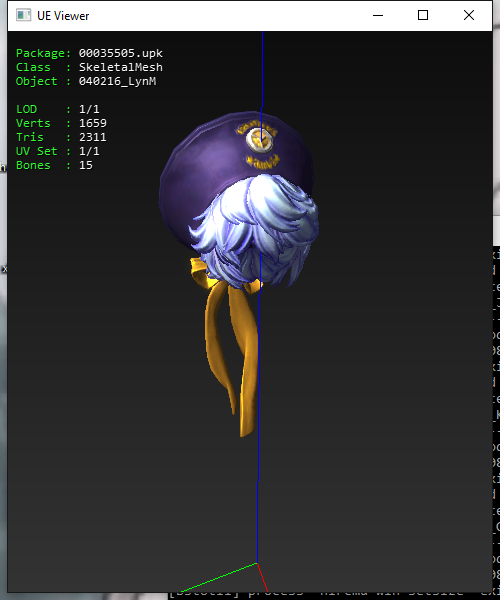 UE Viewer
Package: 00035505.upk
Class : SkeletalMesh
Object : 040216_LynM
LOD : 1/1
Verts : 1659
Tris : 2311
UV Set : 1/1
Bones : 15